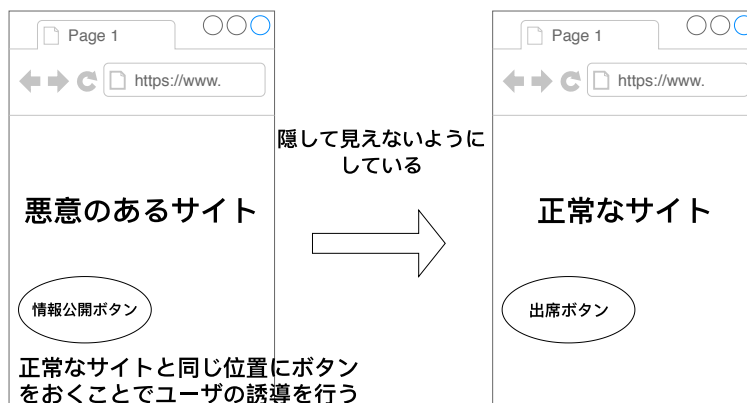 Page 1
https://www.
悪意のあるサイト
情報公開ボタン
正常なサイトと同じ位置にボタン
をおくことでユーザの誘導を行う
隠して見えないように
している
Page 1
https://www.
正常なサイト
出席ボタン